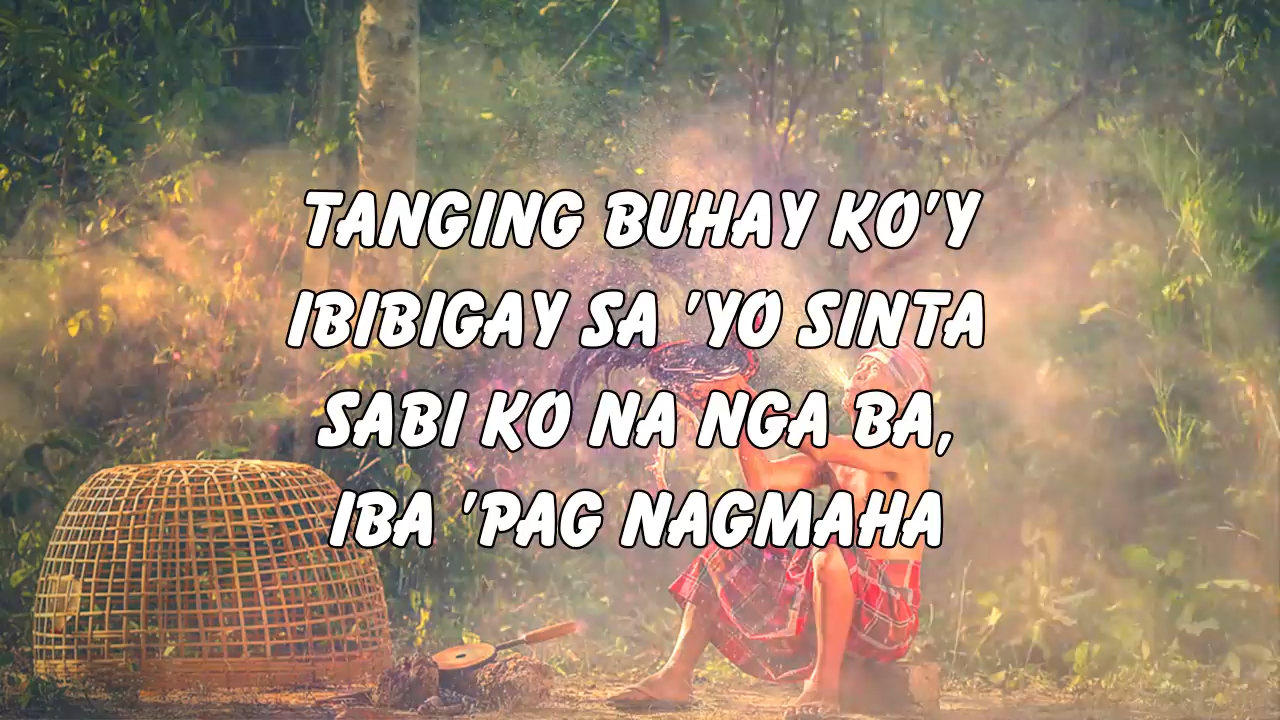 TANGING BUHAY KO'Y
IBIBIGAY SA 'YO SINTA
SABI KO NA NGA BA,
IBA 'PAG NAGMAHA